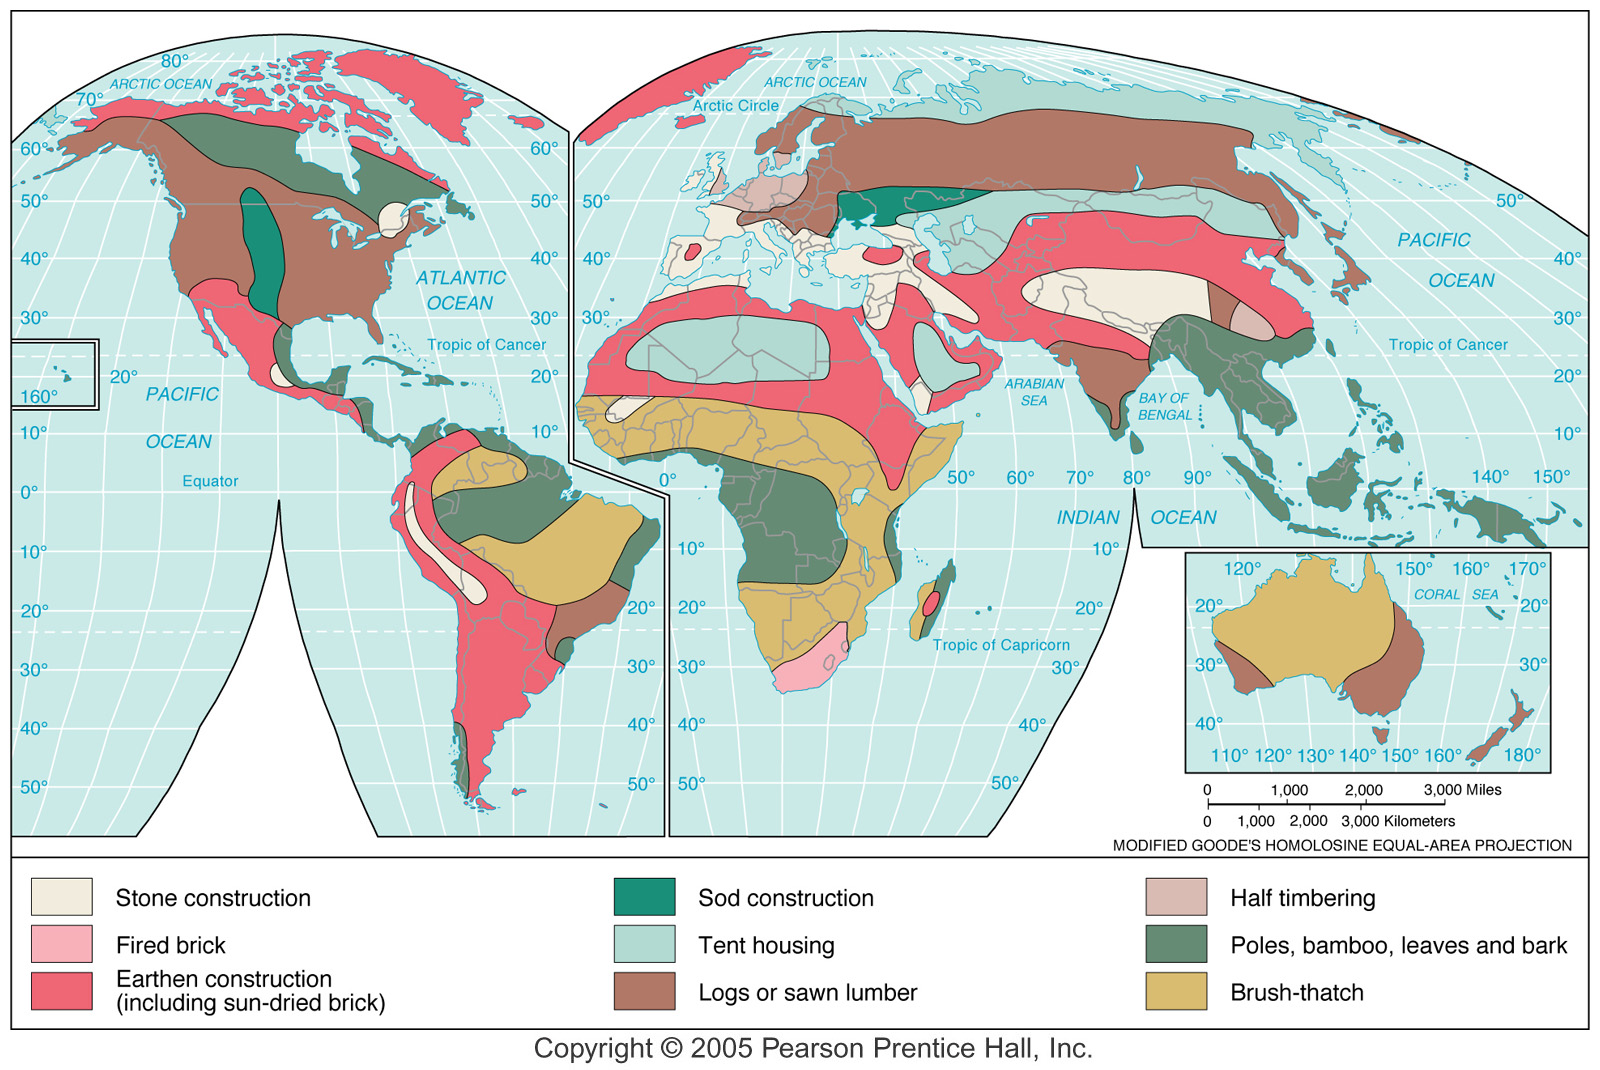 80°
ARCTIC OCEAN
70°
60°
50°
40°
30°
20°
160°
10°
0°
10°
20°
30°
40°
50°
PACIFIC
OCEAN
Equator
ATLANTIC
OCEAN
60°
50°
40°
30°
Tropic of Cancer
20°
10°
20°
30°
40°
50°
ARCTIC OCEAN
Arctic Circle
60°
50°
40°
30°
0°
10°
20°
30°
40°
50°
ARABIAN
SEA
BAY OF
BENGAL
50°
60°
70°
80°
90°
INDIAN
OCEAN
10°
20°
Tropic of Capricorn
30°
40°
50°
PACIFIC
OCEAN
50°
40°
30°
Tropic of Cancer
20°
10°
140°
150°
120°
150°
160°
170°
CORAL SEA
20°
20°
30°
30°
40°
110°
120°
130°
140°
150°
160°
180°
0 1,000 2,000 3,000 Miles
0 1,000 2,000 3,000 Kilometers
MODIFIED GOODE'S HOMOLOSINE EQUAL-AREA PROJECTION
Stone construction
Fired brick
Earthen construction
(including sun-dried brick)
Sod construction
Tent housing
Logs or sawn lumber
Half timbering
Poles, bamboo, leaves and bark
Brush-thatch
Copyright © 2005 Pearson Prentice Hall, Inc.